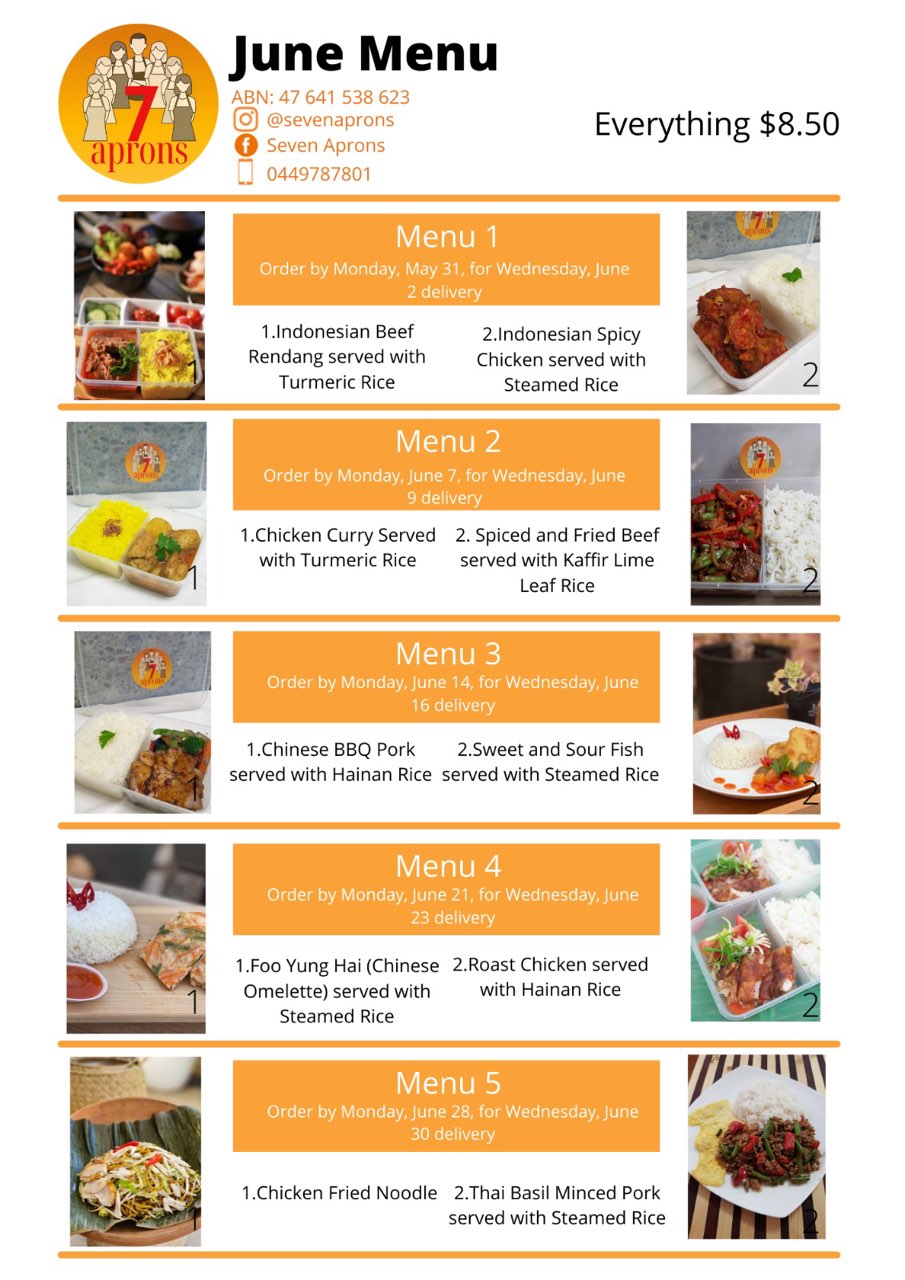 June Menu
ABN: 47 641 538 623
@sevenaprons
Seven Aprons
0449787801
7
aprons
Everything $8.50
Menu 1
Order by Monday, May 31, for Wednesday, June
2 delivery
1
1.Indonesian Beef
Rendang served with
Turmeric Rice
2.Indonesian Spicy
Chicken served with
Steamed Rice
aprons
2
Menu 2
Order by Monday, June 7, for Wednesday, June
9 delivery
7
aprons
1
1.Chicken Curry Served
with Turmeric Rice
2. Spiced and Fried Beef
served with Kaffir Lime
Leaf Rice
7
aprons
2
Menu 3
Order by Monday, June 14, for Wednesday, June
16 delivery
7
aprons
1
1.Chinese BBQ Pork
served with Hainan Rice
2.Sweet and Sour Fish
served with Steamed Rice
2
Menu 4
Order by Monday, June 21, for Wednesday, June
23 delivery
1
1.Foo Yung Hai (Chinese
Omelette) served with
Steamed Rice
2.Roast Chicken served
with Hainan Rice
2
Menu 5
Order by Monday, June 28, for Wednesday, June
30 delivery
1
1.Chicken Fried Noodle
2.Thai Basil Minced Pork
served with Steamed Rice
2